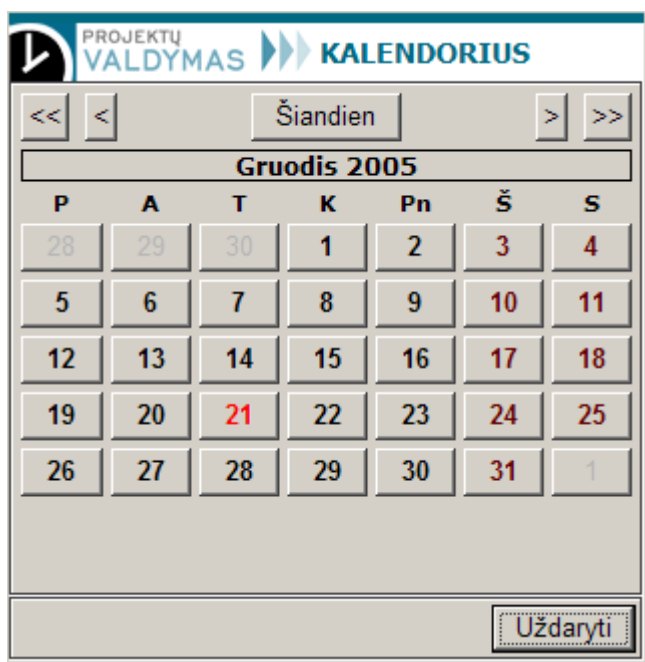 PROJEKTŲ
VALDYMAS KALENDORIUS
<< < Šiandien > >>
Gruodis 2005
P A T K Pn Š S
28 29 30 1 2 3 4
5 6 7 8 9 10 11
12 13 14 15 16 17 18
19 20 21 22 23 24 25
26 27 28 29 30 31 1
Uždaryti